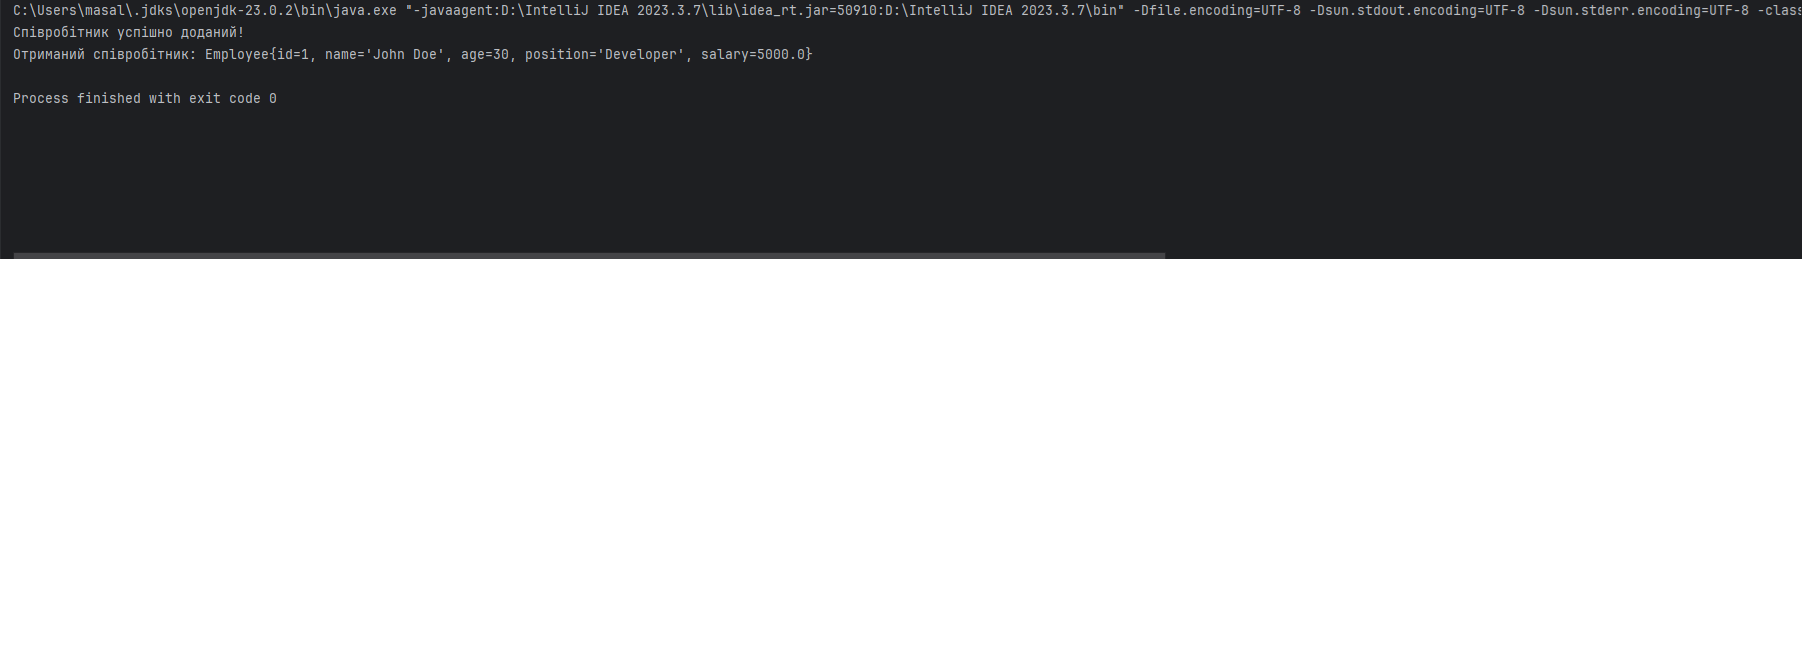 C:\Users\masal\.jdks\openjdk-23.0.2\bin\java.exe "-javaagent:D:\IntelliJ IDEA 2023.3.7\lib\idea_rt.jar=50910:D:\IntelliJ IDEA 2023.3.7\bin" -Dfile.encoding=UTF-8 -Dsun.stdout.encoding=UTF-8 -Dsun.stderr.encoding=UTF-8 -class
Співробітник успішно доданий!
Отриманий співробітник: Employee{id=1, name='John Doe', age=30, position='Developer', salary=5000.0}
Process finished with exit code 0